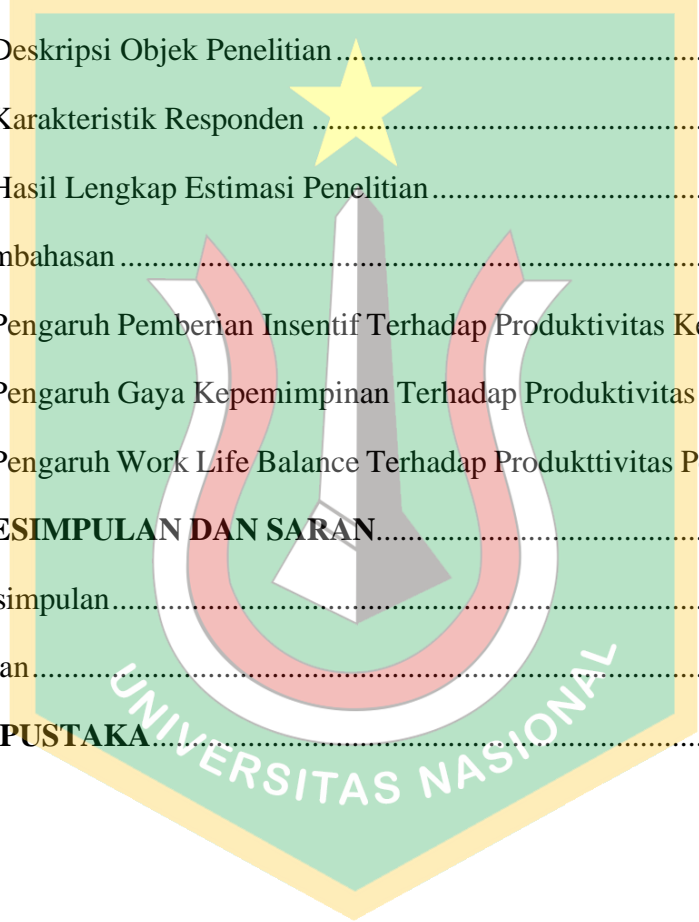 Deskripsi Objek Penelitian ..........
Karakteristik Responden ..........
Hasil Lengkap Estimasi Penelitian ..........
mbahasan ..........
Pengaruh Pemberian Insentif Terhadap Produktivitas Ke
Pengaruh Gaya Kepemimpinan Terhadap Produktivitas
Pengaruh Work Life Balance Terhadap Produkttivitas P
ESIMPULAN DAN SARAN ..........
simpulan ..........
an ..........
PUSTAKA ..........
UNIVERSITAS NASIONAL